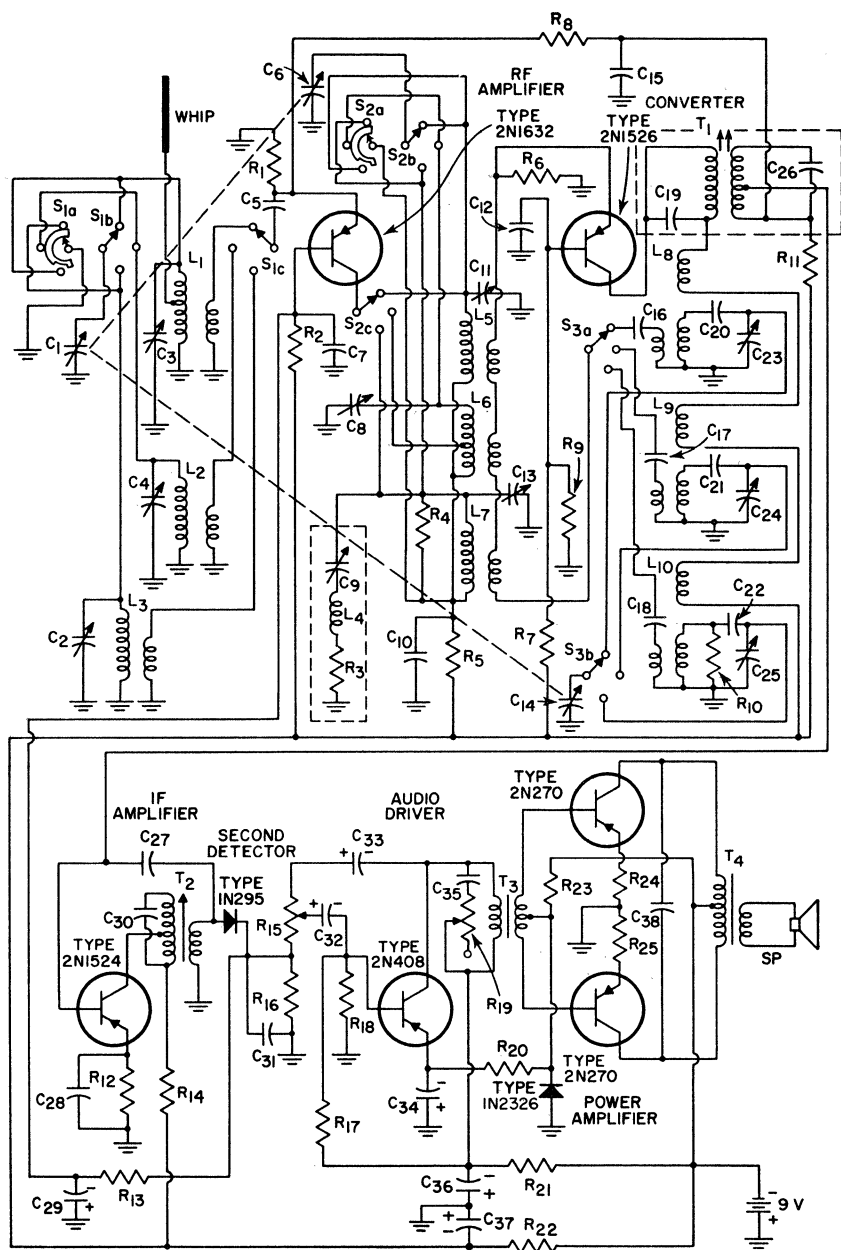 R8
C6
C15
RF
AMPLIFIER
TYPE
2N1632
CONVERTER
TYPE
2N1526
T1
WHIP
S2a
S2b
R1
R6
C26
C5
C12
C19
S1a
S1b
L1
S1c
L8
R11
C11
L5
S2c
C16
C20
S3a
C1
C3
R2
C7
C23
L6
C8
L9
C17
R9
C4
L2
C13
C21
C24
R4
L7
C9
L10
C22
L3
L4
C18
C2
R7
C10
R5
R3
S3b
C25
C14
R10
TYPE
2N270
IF
AMPLIFIER
AUDIO
DRIVER
C27
SECOND
DETECTOR
+ C33 -
T2
TYPE
1N295
C35
T3
R23
R24
T4
C30
R15
+ -
C32
TYPE
2N408
C38
R25
TYPE
2N1524
R16
R18
R19
SP
C31
R20
TYPE
2N270
TYPE
1N2326
POWER
AMPLIFIER
R12
C28
R14
C34 -
+
R17
C29 -
+
R13
C36 -
+
R21
-
9 V
+
+
-
C37
R22